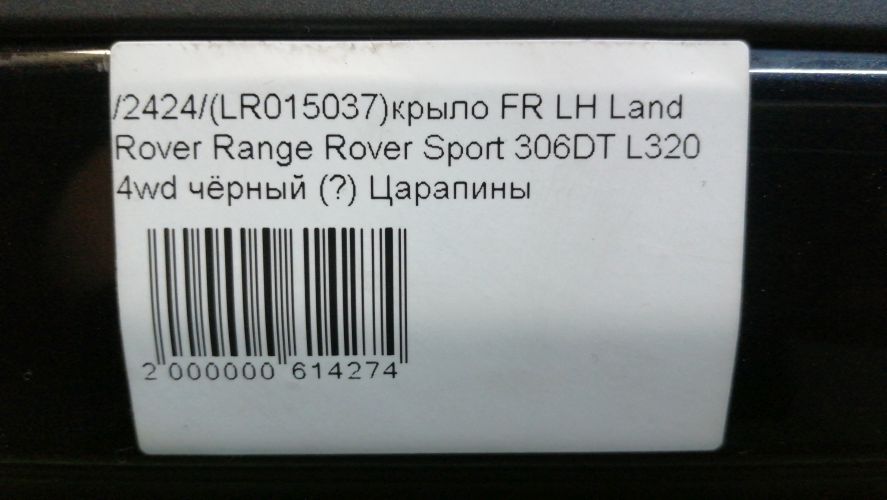 /2424/(LR015037)крыло FR LH Land
Rover Range Rover Sport 306DT L320
4wd чёрный (?) Царапины
2 000000 614274